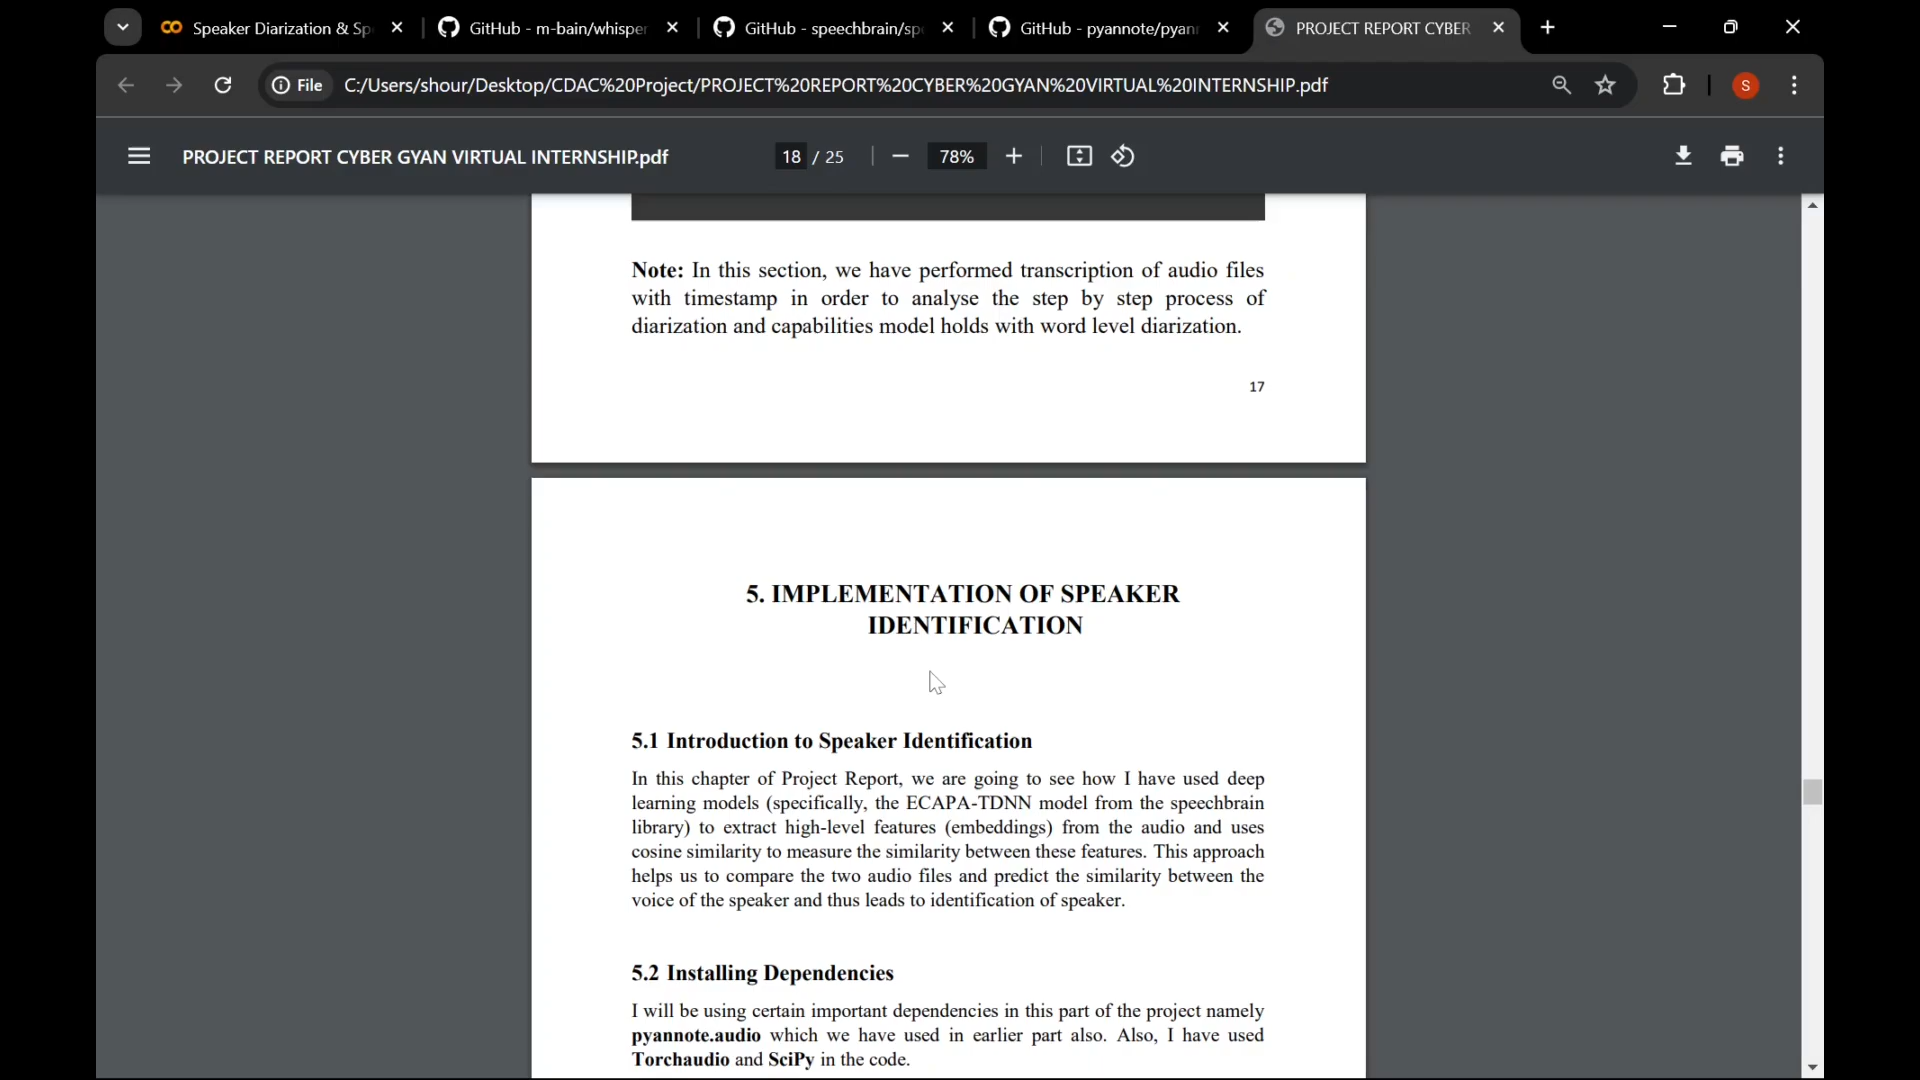 Speaker Diarization & Sp
GitHub - m-bain/whisper
GitHub - speechbrain/sp
GitHub - pyannote/pyan
PROJECT REPORT CYBER
File
C:/Users/shour/Desktop/CDAC%20Project/PROJECT%20REPORT%20CYBER%20GYAN%20VIRTUAL%20INTERNSHIP.pdf
S
PROJECT REPORT CYBER GYAN VIRTUAL INTERNSHIP.pdf
18 / 25
78%
Note: In this section, we have performed transcription of audio files
with timestamp in order to analyse the step by step process of
diarization and capabilities model holds with word level diarization.
17
5. IMPLEMENTATION OF SPEAKER
IDENTIFICATION
5.1 Introduction to Speaker Identification
In this chapter of Project Report, we are going to see how I have used deep
learning models (specifically, the ECAPA-TDNN model from the speechbrain
library) to extract high-level features (embeddings) from the audio and uses
cosine similarity to measure the similarity between these features. This approach
helps us to compare the two audio files and predict the similarity between the
voice of the speaker and thus leads to identification of speaker.
5.2 Installing Dependencies
I will be using certain important dependencies in this part of the project namely
pyannote.audio which we have used in earlier part also. Also, I have used
Torchaudio and SciPy in the code.